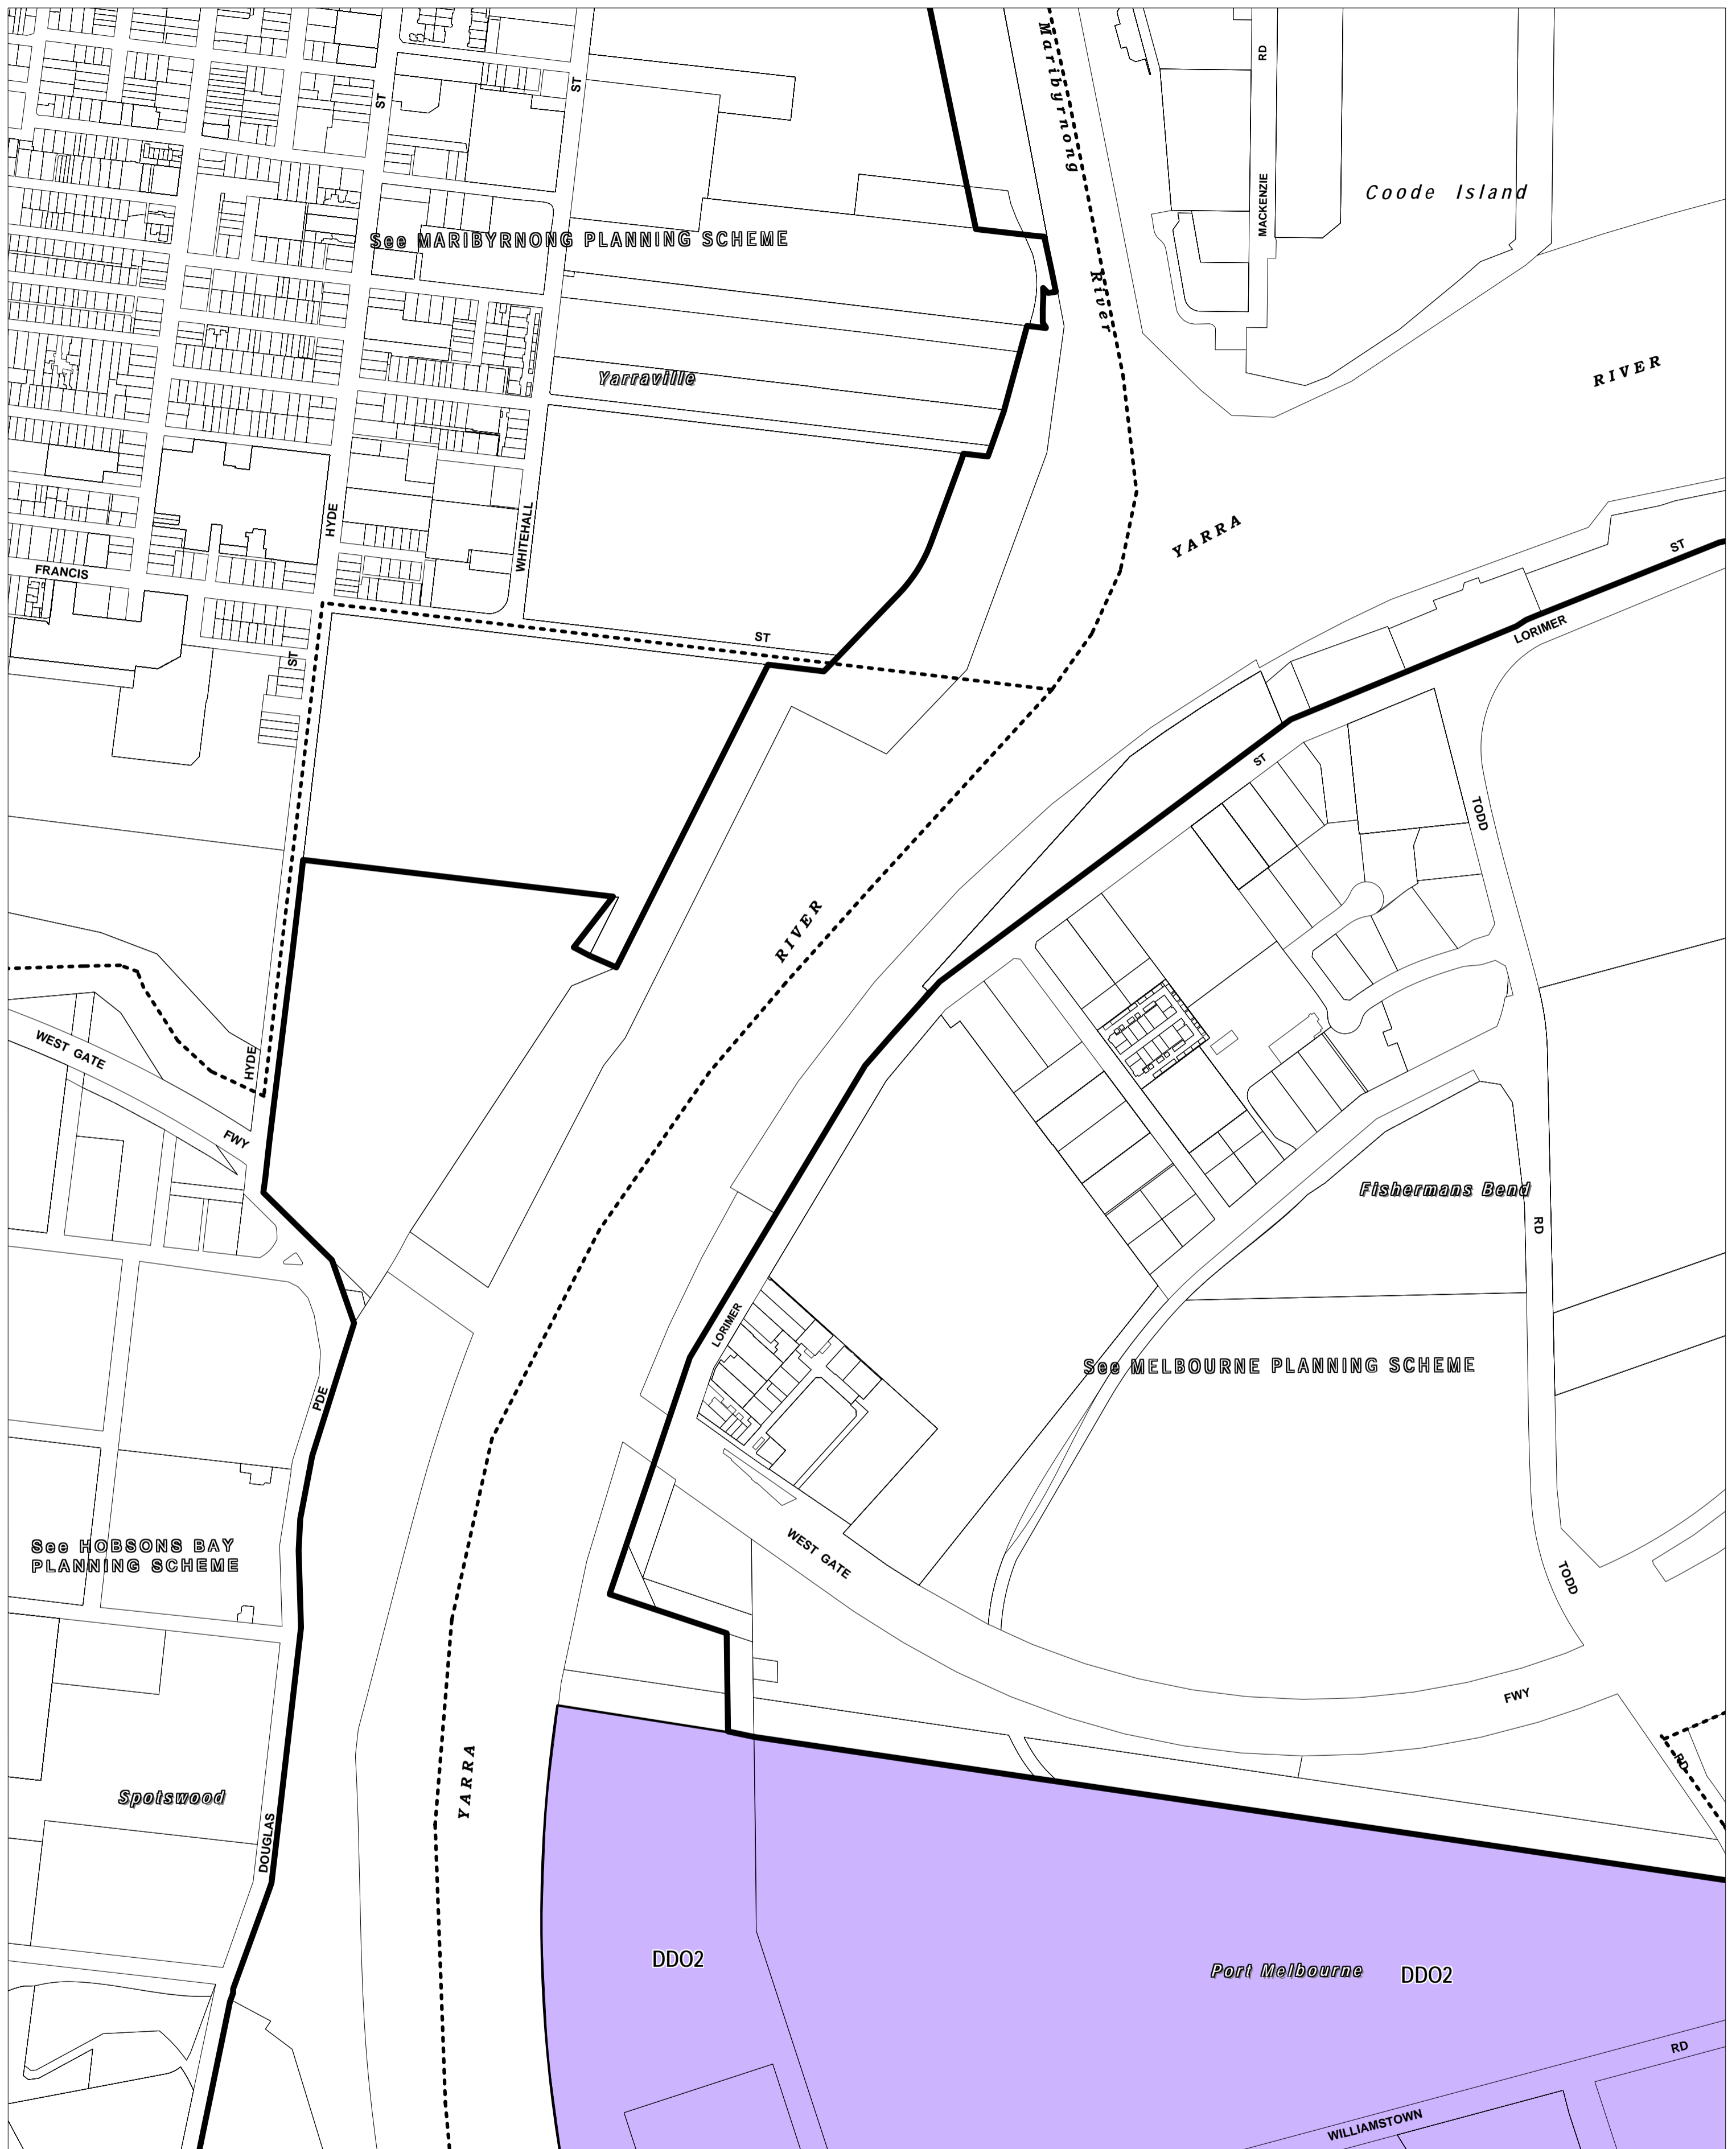 Maribyrnong
RD
ST
ST
MACKENZIE
Coode Island
See MARIBYRNONG PLANNING SCHEME
River
RIVER
Yarraville
HYDE
WHITEHALL
YARRA
ST
FRANCIS
LORIMER
ST
ST
ST
TODD
RIVER
WEST GATE
HYDE
FWY
Fishermans Bend
RD
LORIMER
See MELBOURNE PLANNING SCHEME
PDE
See HOBSONS BAY
PLANNING SCHEME
WEST GATE
TODD
FWY
RD
YARRA
Spotswood
DOUGLAS
DDO2
Port Melbourne
DDO2
RD
WILLIAMSTOWN